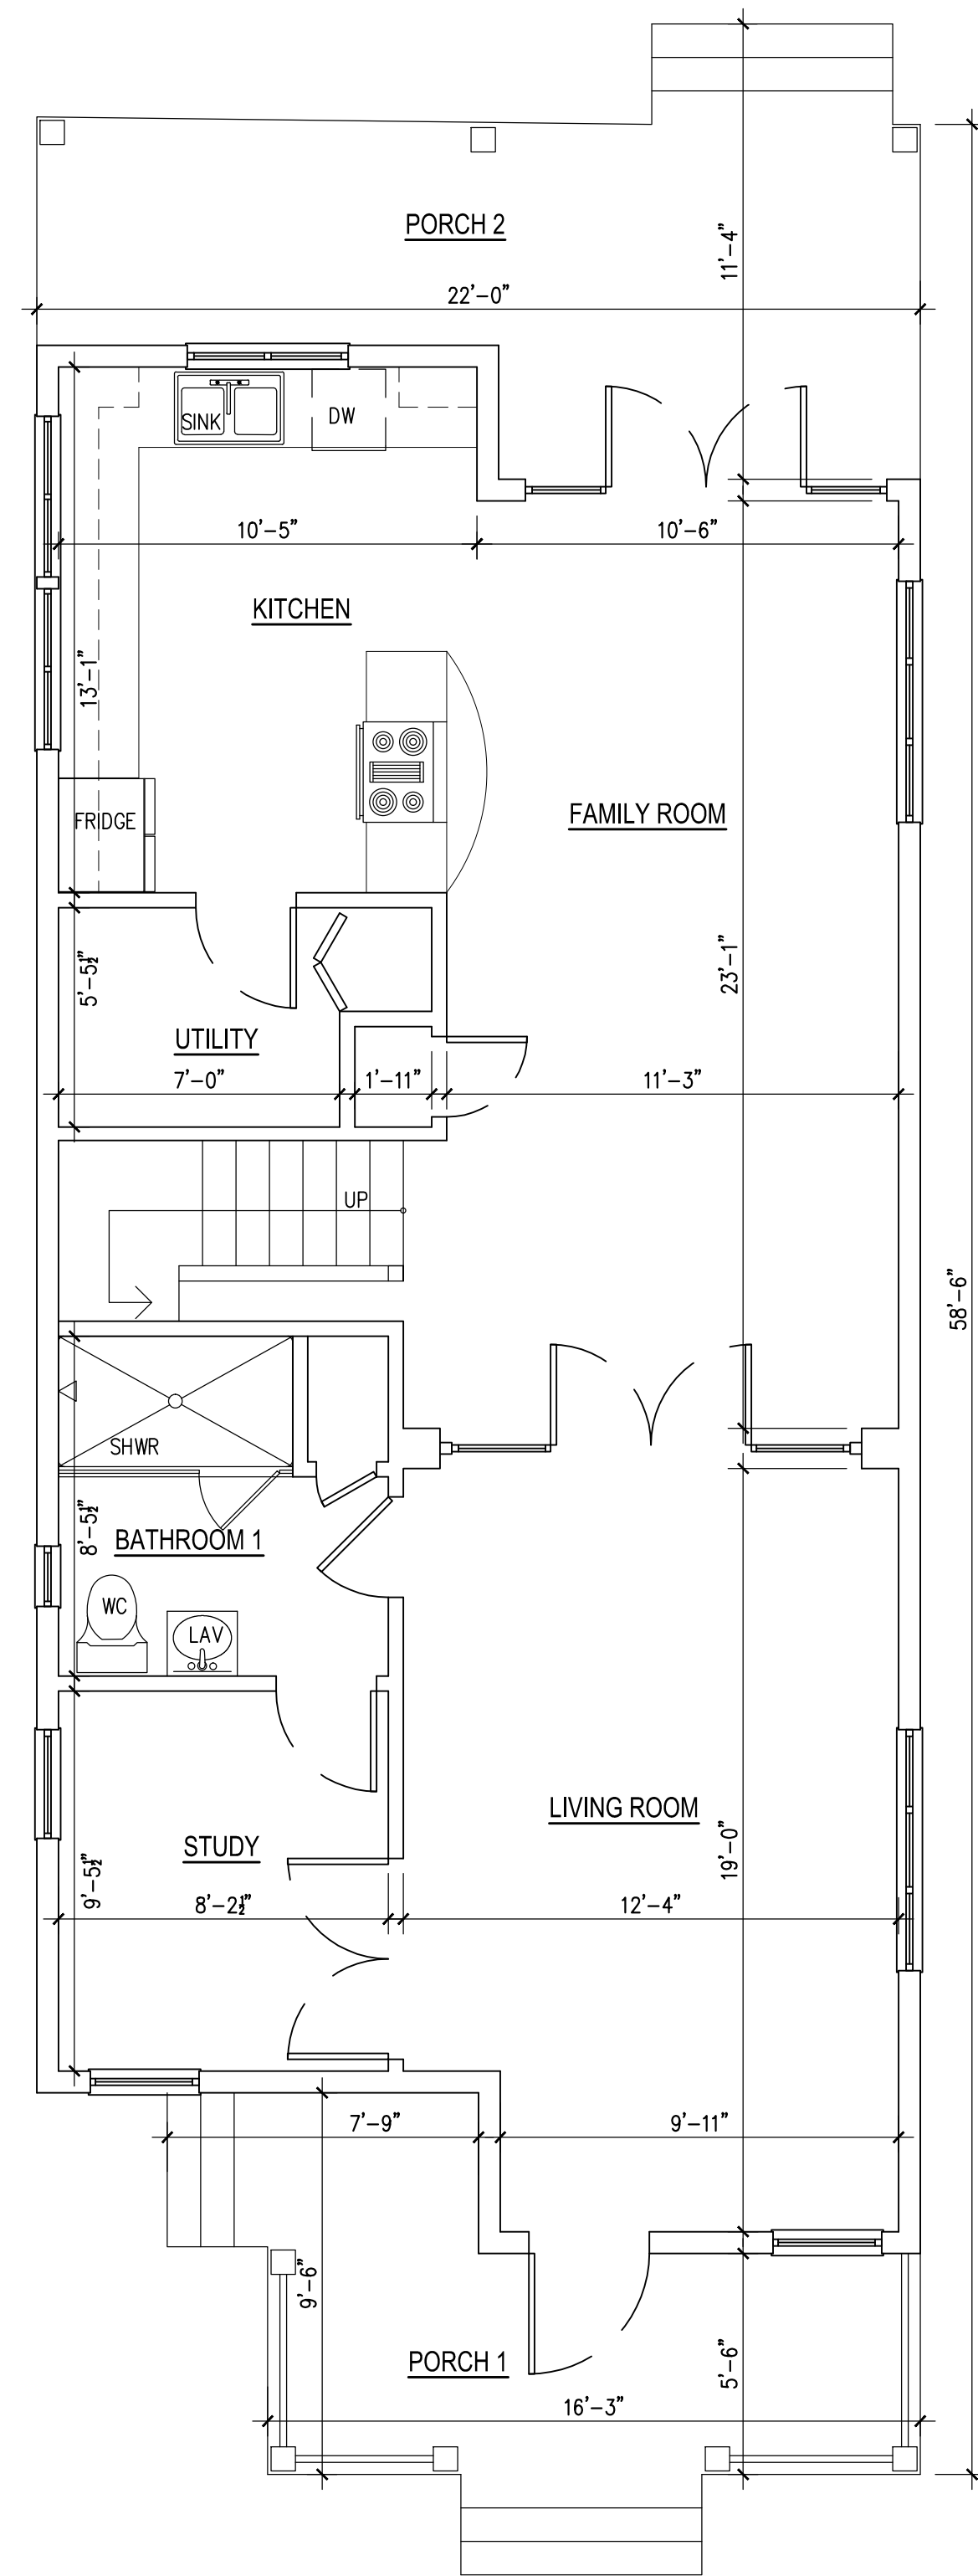 PORCH 2
11'-4"
22'-0"
SINK
DW
10'-5"
10'-6"
KITCHEN
13'-1"
FRIDGE
FAMILY ROOM
5'-5½"
23'-1"
UTILITY
7'-0"
1'-11"
11'-3"
UP
58'-6"
SHWR
8'-5½"
BATHROOM 1
WC
LAV
LIVING ROOM
STUDY
9'-5½"
19'-0"
8'-2½"
12'-4"
7'-9"
9'-11"
9'-6"
PORCH 1
5'-6"
16'-3"